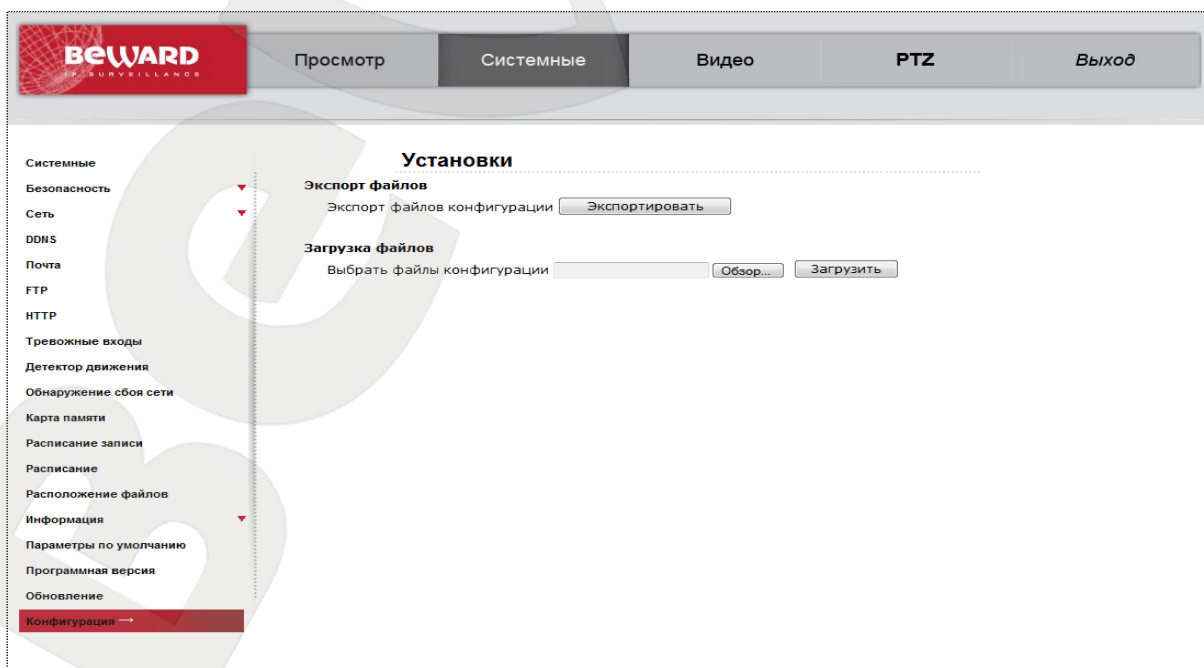 BEWARD
IP SURVEILLANCE
Просмотр
Системные
Видео
PTZ
Выход
Системные
Безопасность
Сеть
DDNS
Почта
FTP
HTTP
Тревожные входы
Детектор движения
Обнаружение сбоя сети
Карта памяти
Расписание записи
Расписание
Расположение файлов
Информация
Параметры по умолчанию
Программная версия
Обновление
Конфигурация →
Установки
Экспорт файлов
Экспорт файлов конфигурации Экспортировать
Загрузка файлов
Выбрать файлы конфигурации Обзор... Загрузить